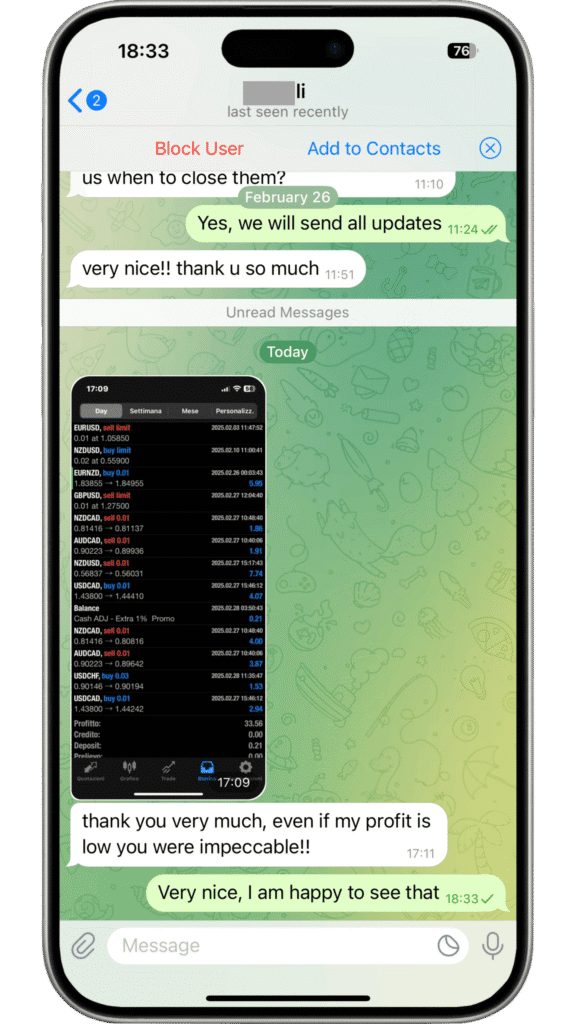 18:33
76
2
li
last seen recently
Block User
Add to Contacts
us when to close them?
11:10
February 26
Yes, we will send all updates 11:24
very nice!! thank u so much 11:51
Unread Messages
Today
17:09
Day Settimana Mese Personalizz.
EURUSD, sell limit 2025.02.03 11:47:52
0.01 at 1.05850
NZDUSD, buy limit 2025.02.10 11:00:41
0.02 at 0.55900
EURNZD, buy 0.01 2025.02.26 00:03:43
1.83855 → 1.84955 5.95
GBPUSD, sell limit 2025.02.27 12:04:40
0.01 at 1.27500
NZDCAD, sell 0.01 2025.02.27 10:48:40
0.81416 → 0.81137 1.86
AUDCAD, sell 0.01 2025.02.27 10:40:06
0.90223 → 0.89936 1.91
NZDUSD, sell 0.01 2025.02.27 15:17:43
0.56837 → 0.56031 7.74
USDCAD, buy 0.01 2025.02.27 15:46:12
1.43800 → 1.44410 4.07
Balance 2025.02.28 03:50:43
Cash ADJ - Extra 1% Promo 0.21
NZDCAD, sell 0.01 2025.02.27 10:48:40
0.81416 → 0.80816 4.00
AUDCAD, sell 0.01 2025.02.27 10:40:06
0.90223 → 0.89642 3.87
USDCHF, buy 0.03 2025.02.28 11:35:47
0.90146 → 0.90194 1.53
USDCAD, buy 0.01 2025.02.27 15:46:12
1.43800 → 1.44242 2.94
Profitto: 33.56
Credito: 0.00
Deposit: 0.21
Prelievo: 0.00
Quotazioni Grafico Trade
17:09
thank you very much, even if my profit is
low you were impeccable!!
17:11
Very nice, I am happy to see that 18:33
Message